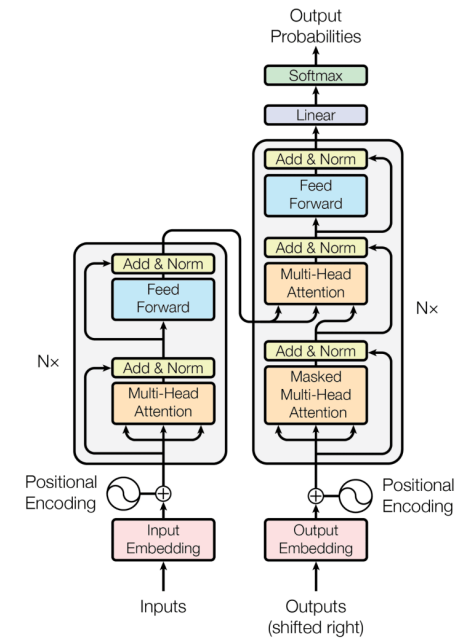 Output
Probabilities
Softmax
Linear
Add & Norm
Feed
Forward
Add & Norm
Multi-Head
Attention
Add & Norm
Masked
Multi-Head
Attention
N×
Add & Norm
Feed
Forward
N×
Add & Norm
Multi-Head
Attention
Positional
Encoding
Positional
Encoding
Input
Embedding
Output
Embedding
Inputs
Outputs
(shifted right)